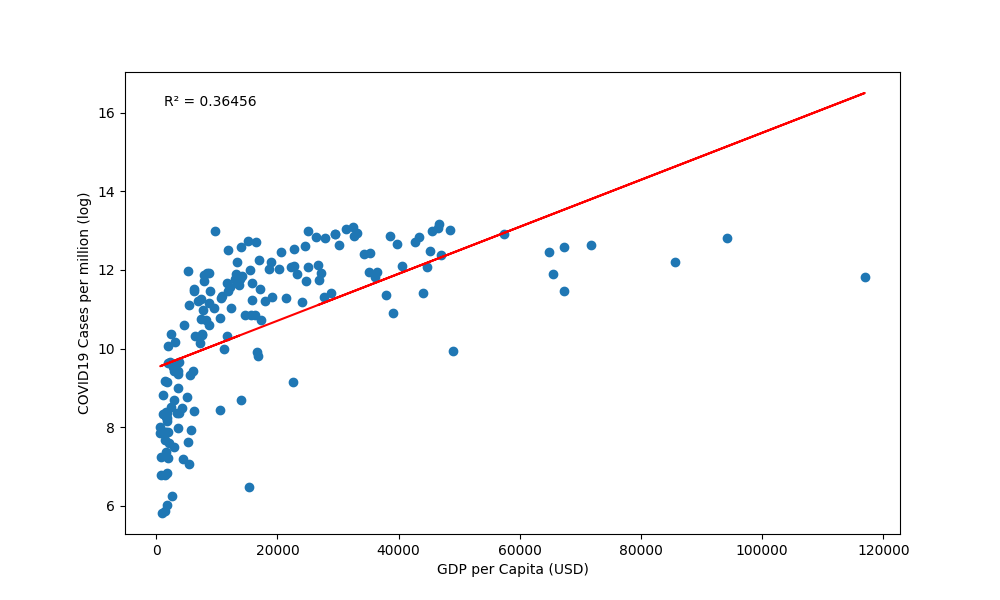 R² = 0.36456
COVID19 Cases per million (log)
16
14
12
10
8
6
0 20000 40000 60000 80000 100000 120000
GDP per Capita (USD)